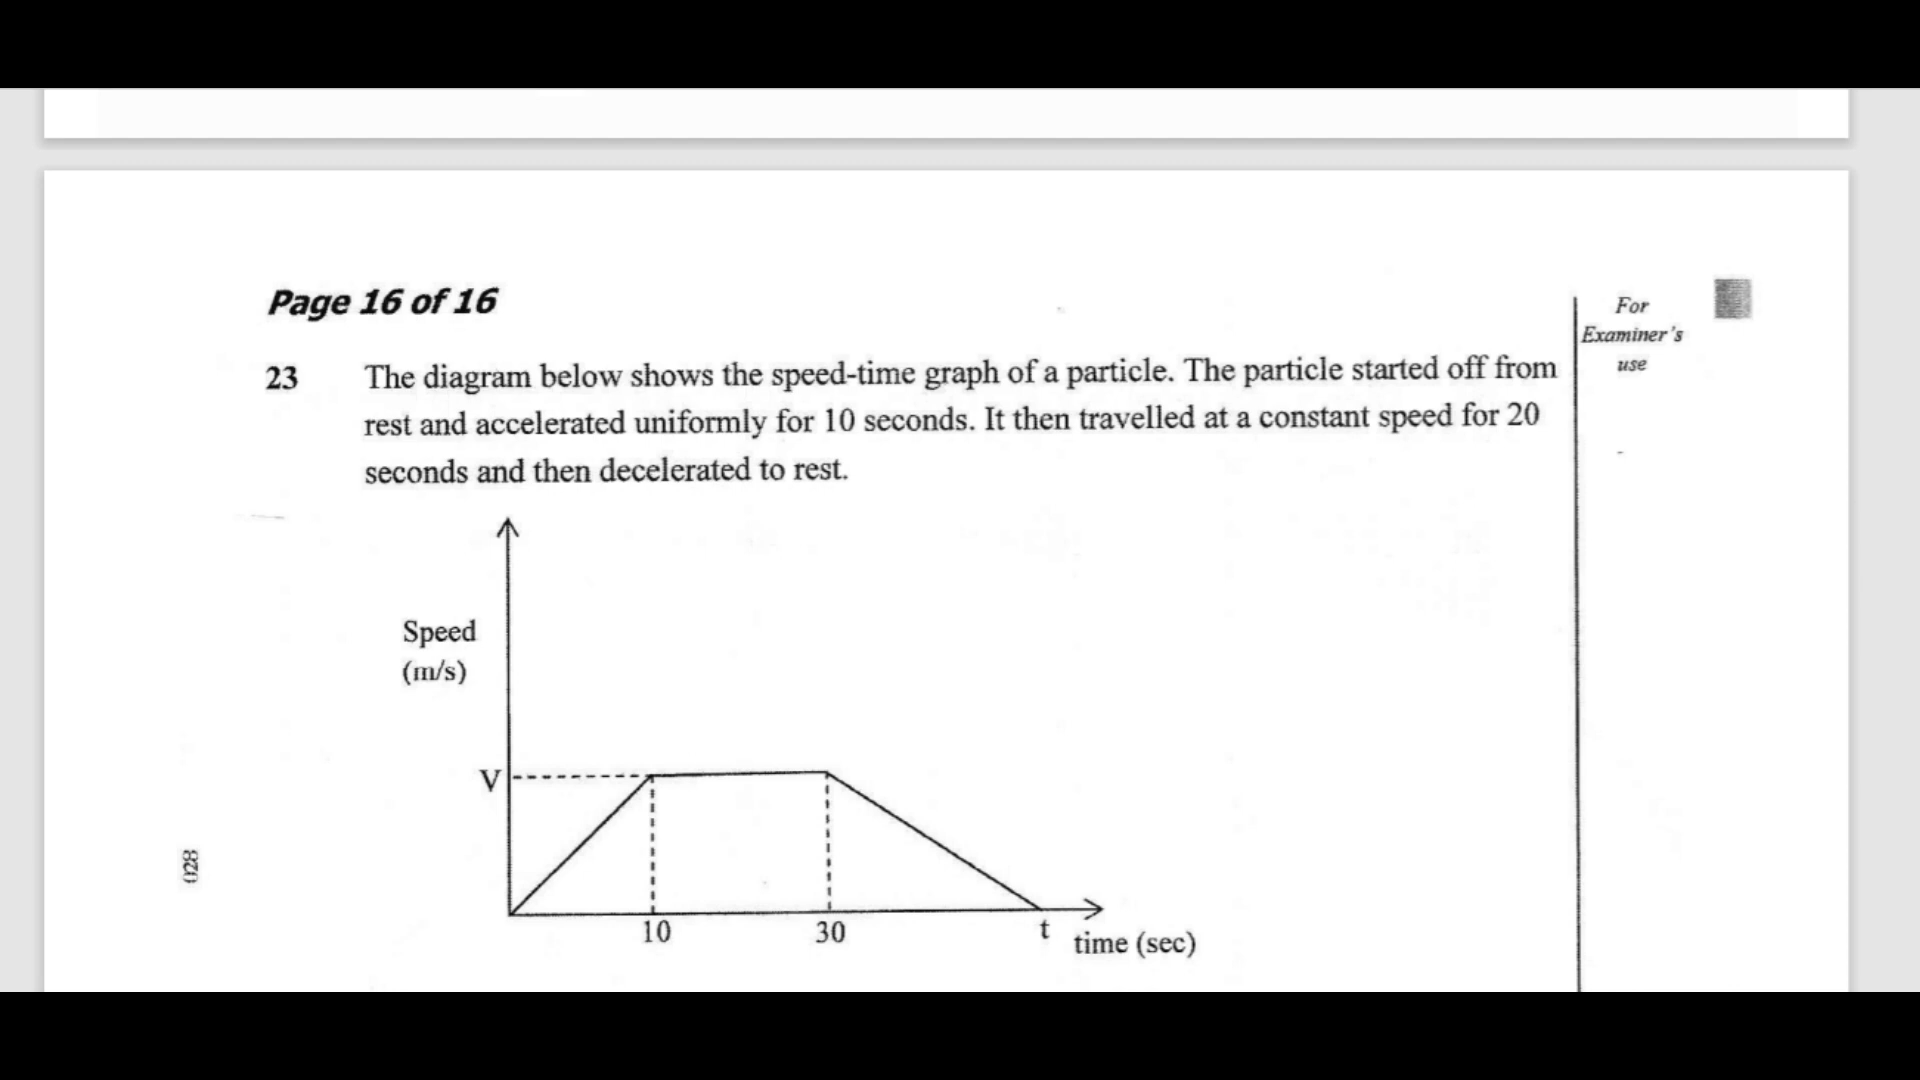 Page 16 of 16
For
Examiner's
use
23 The diagram below shows the speed-time graph of a particle. The particle started off from
rest and accelerated uniformly for 10 seconds. It then travelled at a constant speed for 20
seconds and then decelerated to rest.
Speed
(m/s)
V
028
10 30 t time (sec)